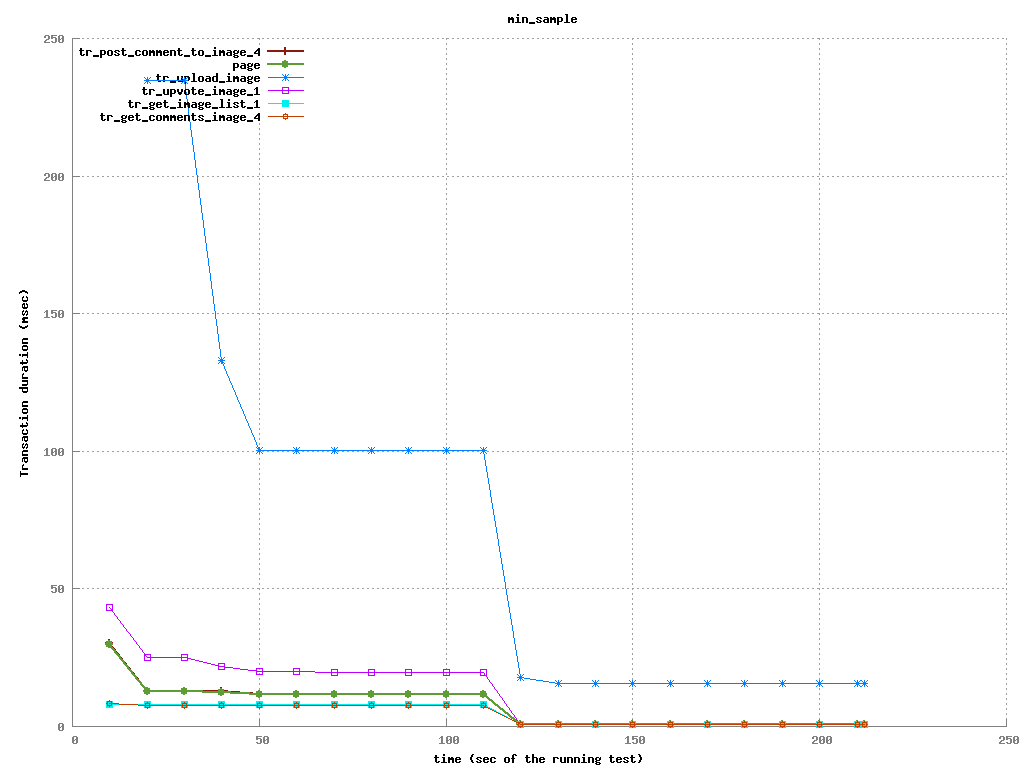 min_sample
250
tr_post_comment_to_image_4
page
tr_upload_image
tr_upvote_image_1
tr_get_image_list_1
tr_get_comments_image_4
200
150
100
50
0
Transaction duration (msec)
0 50 100 150 200 250
time (sec of the running test)